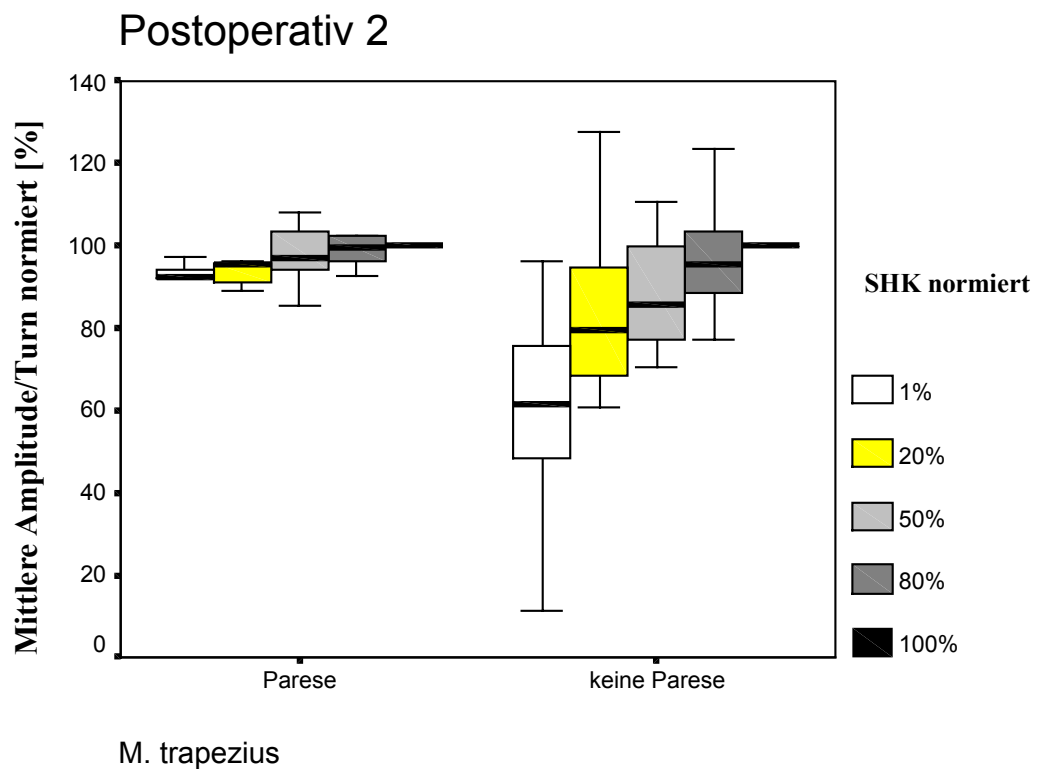 Postoperativ 2
Mittlere Amplitude/Turn normiert [%]
140
120
100
80
60
40
20
0
Parese
keine Parese
SHK normiert
1%
20%
50%
80%
100%
M. trapezius